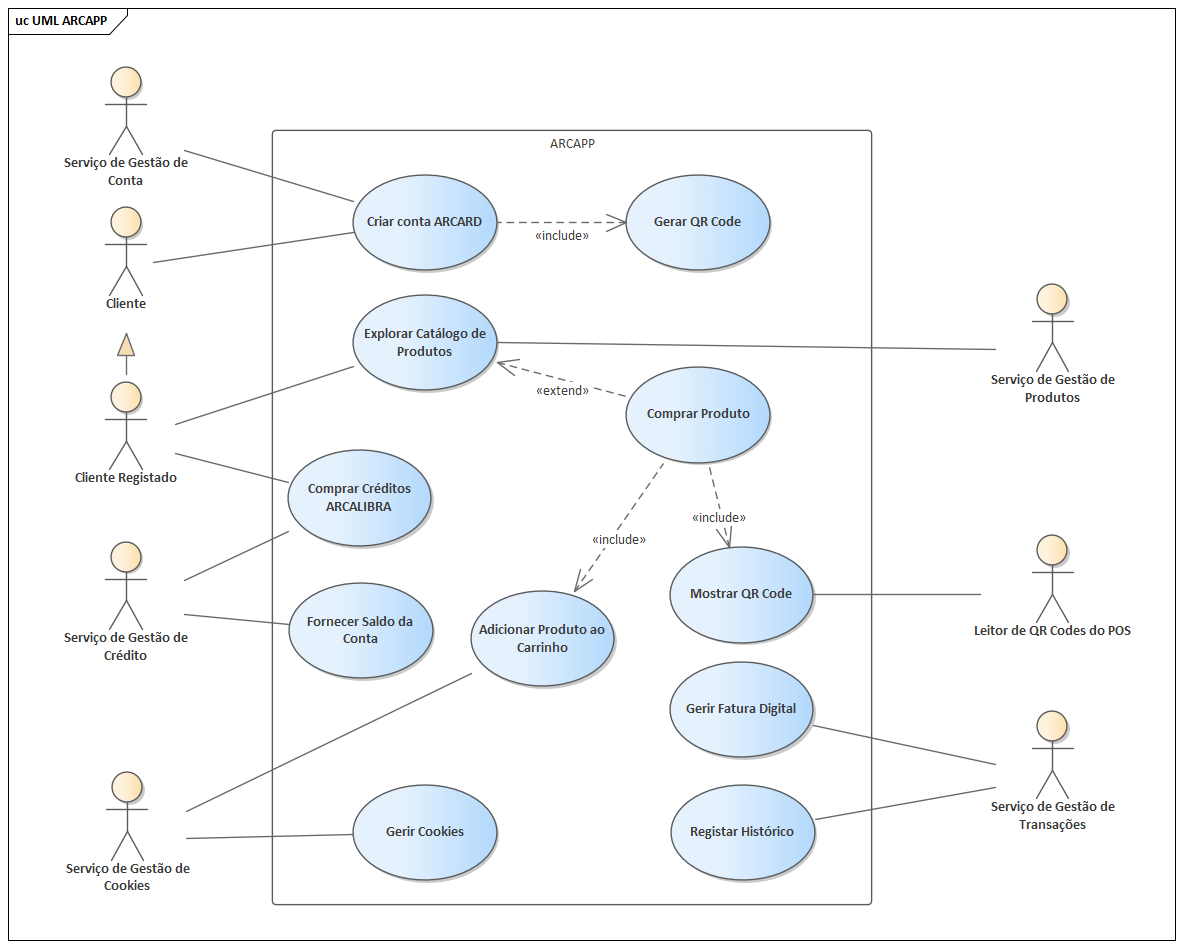 uc UML ARCAPP
ARCAPP
Serviço de Gestão de
Conta
Criar conta ARCARD
«include»
Gerar QR Code
Cliente
Explorar Catálogo de
Produtos
«extend»
Comprar Produto
Serviço de Gestão de
Produtos
Cliente Registado
Comprar Créditos
ARCALIBRA
«include»
«include»
Mostrar QR Code
Leitor de QR Codes do POS
Serviço de Gestão de
Crédito
Fornecer Saldo da
Conta
Adicionar Produto ao
Carrinho
Gerir Fatura Digital
Serviço de Gestão de
Transações
Registar Histórico
Gerir Cookies
Serviço de Gestão de
Cookies